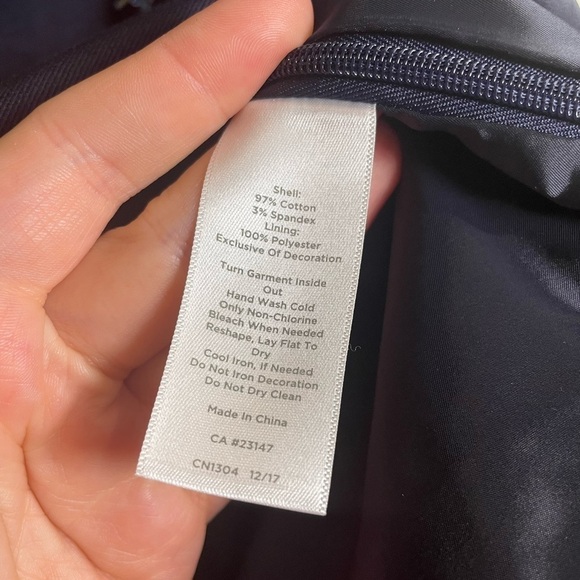 Shell:
97% Cotton
3% Spandex
Lining:
100% Polyester
Exclusive Of Decoration
Turn Garment Inside
Out
Hand Wash Cold
Only Non-Chlorine
Bleach When Needed
Reshape, Lay Flat To
Dry
Cool Iron, If Needed
Do Not Iron Decoration
Do Not Dry Clean
Made In China
CA #23147
CN1304 12/17